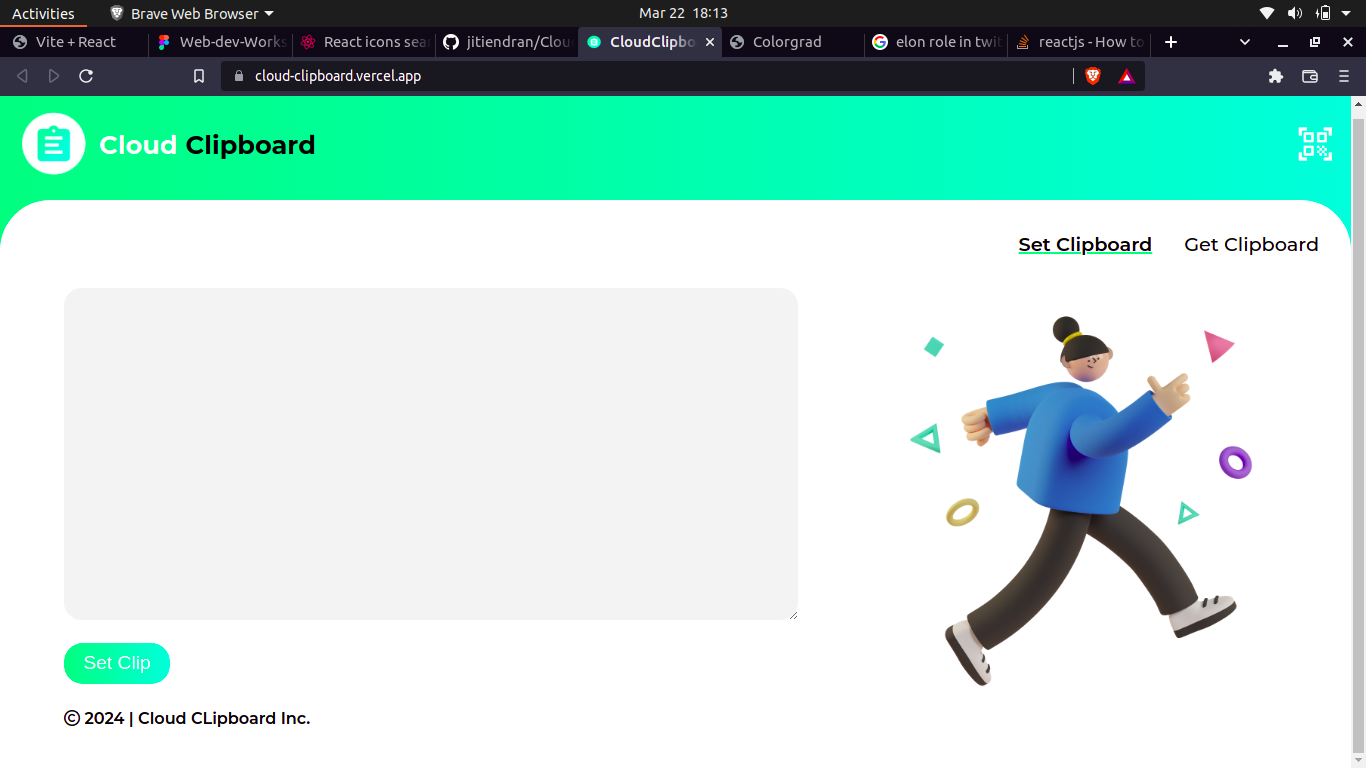 Activities
Brave Web Browser
Mar 22 18:13
Vite + React
Web-dev-Works
React icons sea
jitiendran/Clou
CloudClipbo
Colorgrad
elon role in twit
reactjs - How to
cloud-clipboard.vercel.app
Cloud Clipboard
Set Clipboard
Get Clipboard
Set Clip
© 2024 | Cloud CLipboard Inc.